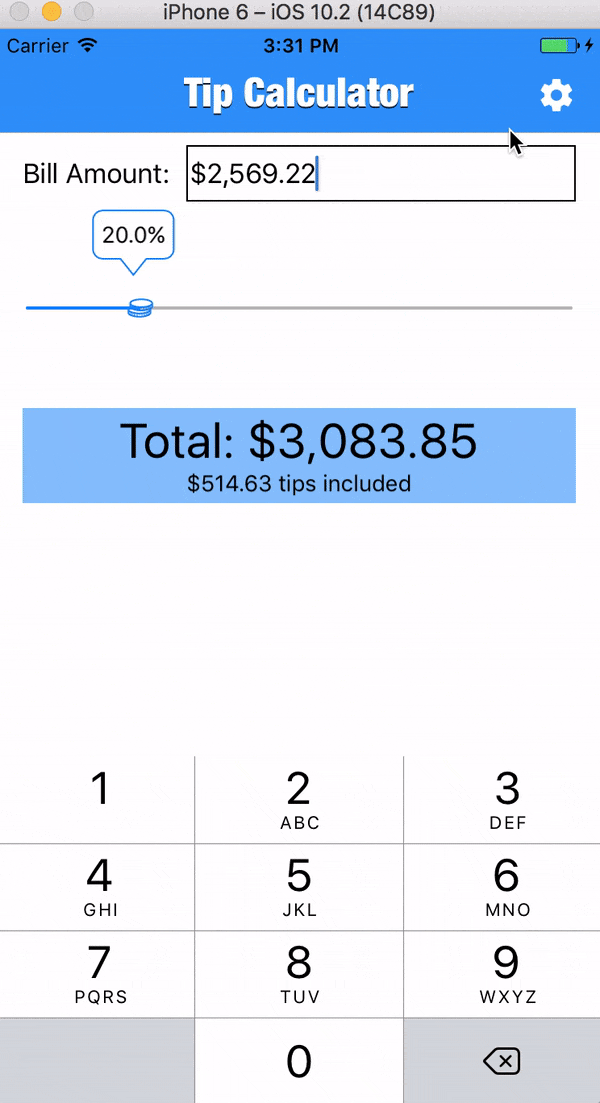 iPhone 6 – iOS 10.2 (14C89)
Carrier 3:31 PM
Tip Calculator
Bill Amount: $2,569.22
20.0%
Total: $3,083.85
$514.63 tips included
1 2 3
ABC DEF
4 5 6
GHI JKL MNO
7 8 9
PQRS TUV WXYZ
0